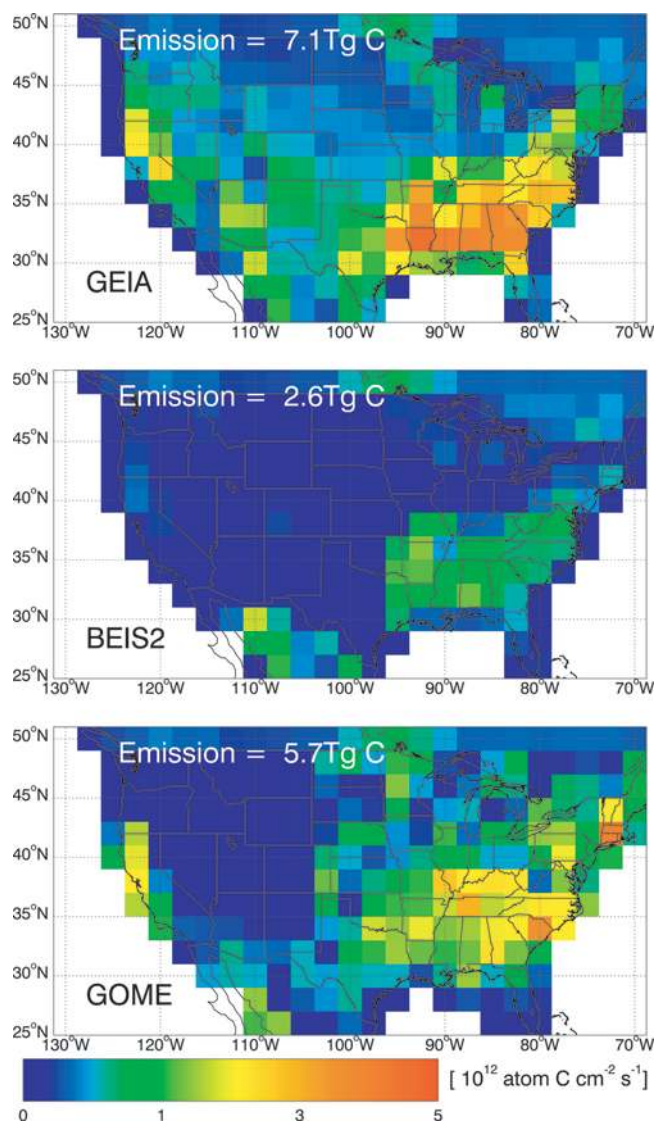 50°N
45°N
40°N
35°N
30°N
25°N
Emission = 7.1Tg C
GEIA
130°W 120°W 110°W 100°W 90°W 80°W 70°W
50°N
45°N
40°N
35°N
30°N
25°N
Emission = 2.6Tg C
BEIS2
130°W 120°W 110°W 100°W 90°W 80°W 70°W
50°N
45°N
40°N
35°N
30°N
25°N
Emission = 5.7Tg C
GOME
130°W 120°W 110°W 100°W 90°W 80°W 70°W
[ 10¹² atom C cm⁻² s⁻¹]
0 1 3 5